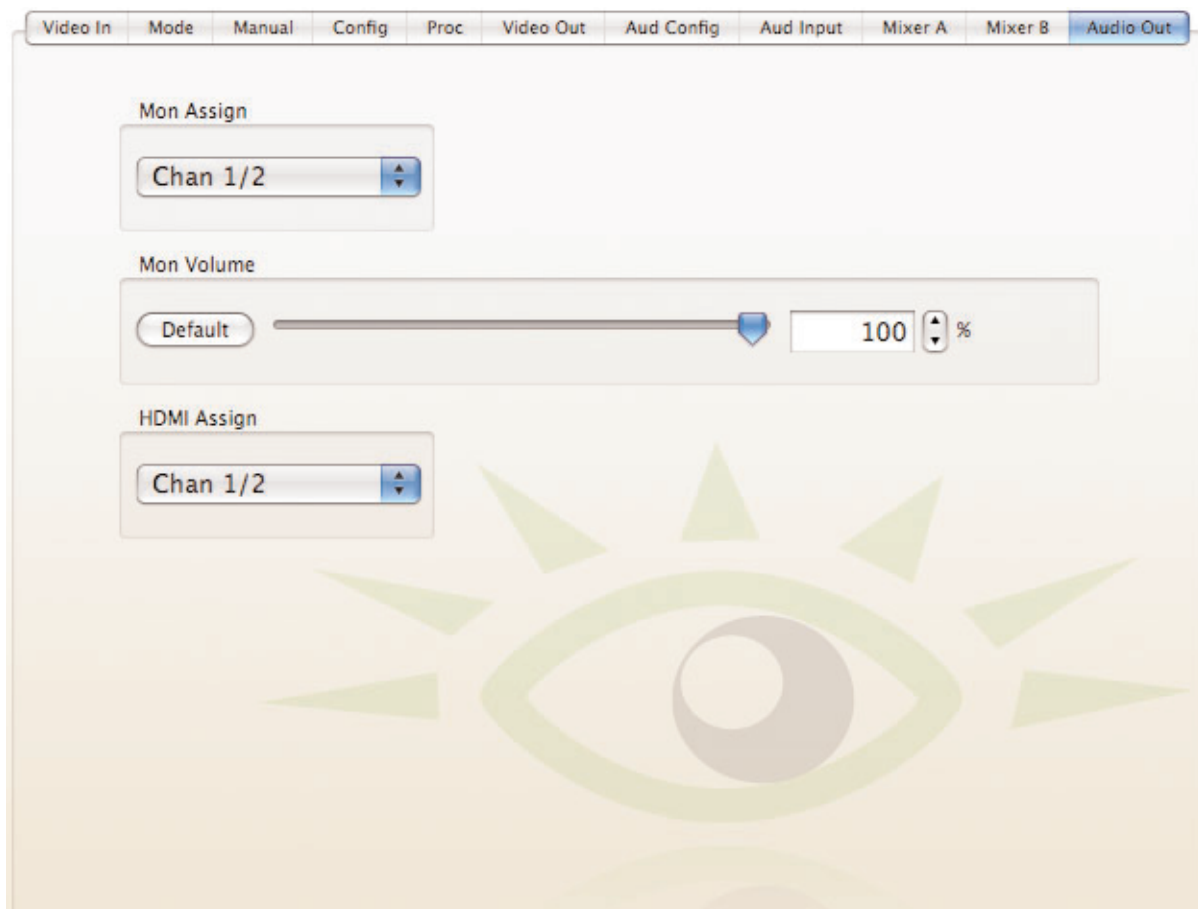 Video In Mode Manual Config Proc Video Out Aud Config Aud Input Mixer A Mixer B Audio Out
Mon Assign
Chan 1/2
Mon Volume
Default 100 %
HDMI Assign
Chan 1/2